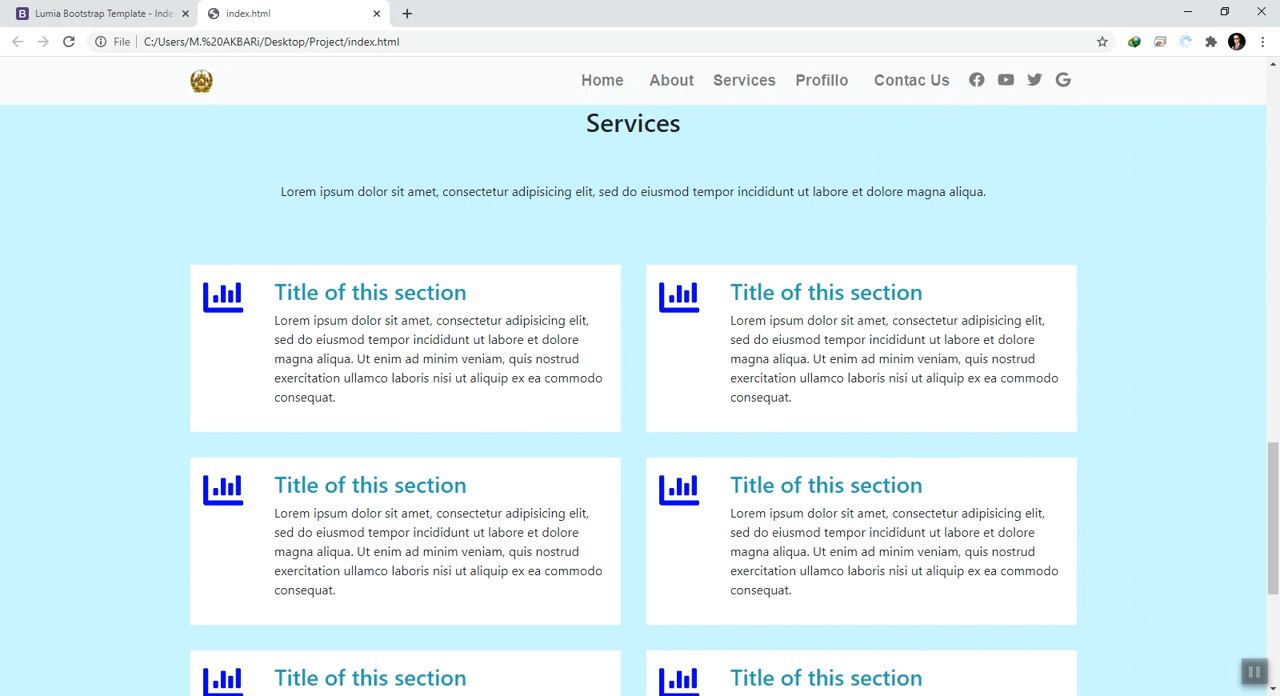 Lumia Bootstrap Template - Inde
index.html
File
C:/Users/M.%20AKBARi/Desktop/Project/index.html
Home About Services Profillo Contac Us
Services
Lorem ipsum dolor sit amet, consectetur adipisicing elit, sed do eiusmod tempor incididunt ut labore et dolore magna aliqua.
Title of this section
Lorem ipsum dolor sit amet, consectetur adipisicing elit,
sed do eiusmod tempor incididunt ut labore et dolore
magna aliqua. Ut enim ad minim veniam, quis nostrud
exercitation ullamco laboris nisi ut aliquip ex ea commodo
consequat.
Title of this section
Lorem ipsum dolor sit amet, consectetur adipisicing elit,
sed do eiusmod tempor incididunt ut labore et dolore
magna aliqua. Ut enim ad minim veniam, quis nostrud
exercitation ullamco laboris nisi ut aliquip ex ea commodo
consequat.
Title of this section
Lorem ipsum dolor sit amet, consectetur adipisicing elit,
sed do eiusmod tempor incididunt ut labore et dolore
magna aliqua. Ut enim ad minim veniam, quis nostrud
exercitation ullamco laboris nisi ut aliquip ex ea commodo
consequat.
Title of this section
Lorem ipsum dolor sit amet, consectetur adipisicing elit,
sed do eiusmod tempor incididunt ut labore et dolore
magna aliqua. Ut enim ad minim veniam, quis nostrud
exercitation ullamco laboris nisi ut aliquip ex ea commodo
consequat.
Title of this section
Title of this section